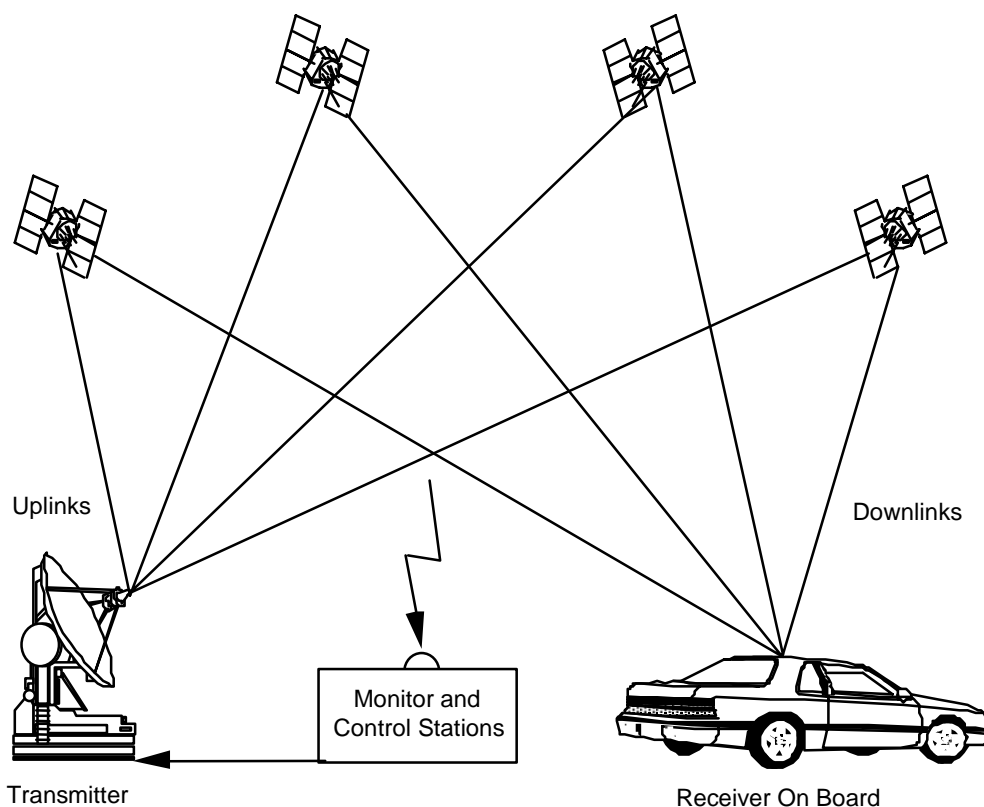 Uplinks
Downlinks
Monitor and
Control Stations
Transmitter
Receiver On Board